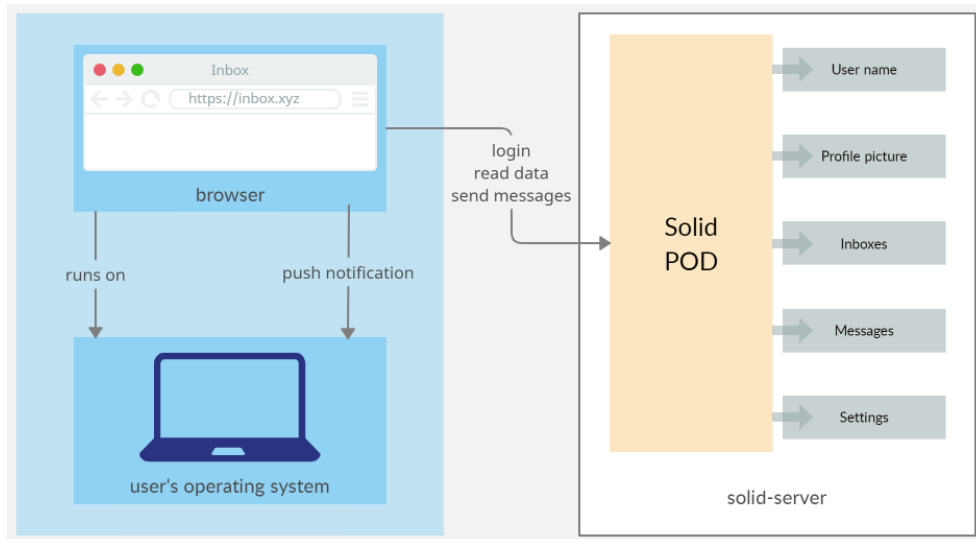 Inbox
https://inbox.xyz
browser
runs on
push notification
user's operating system
login
read data
send messages
Solid
POD
User name
Profile picture
Inboxes
Messages
Settings
solid-server